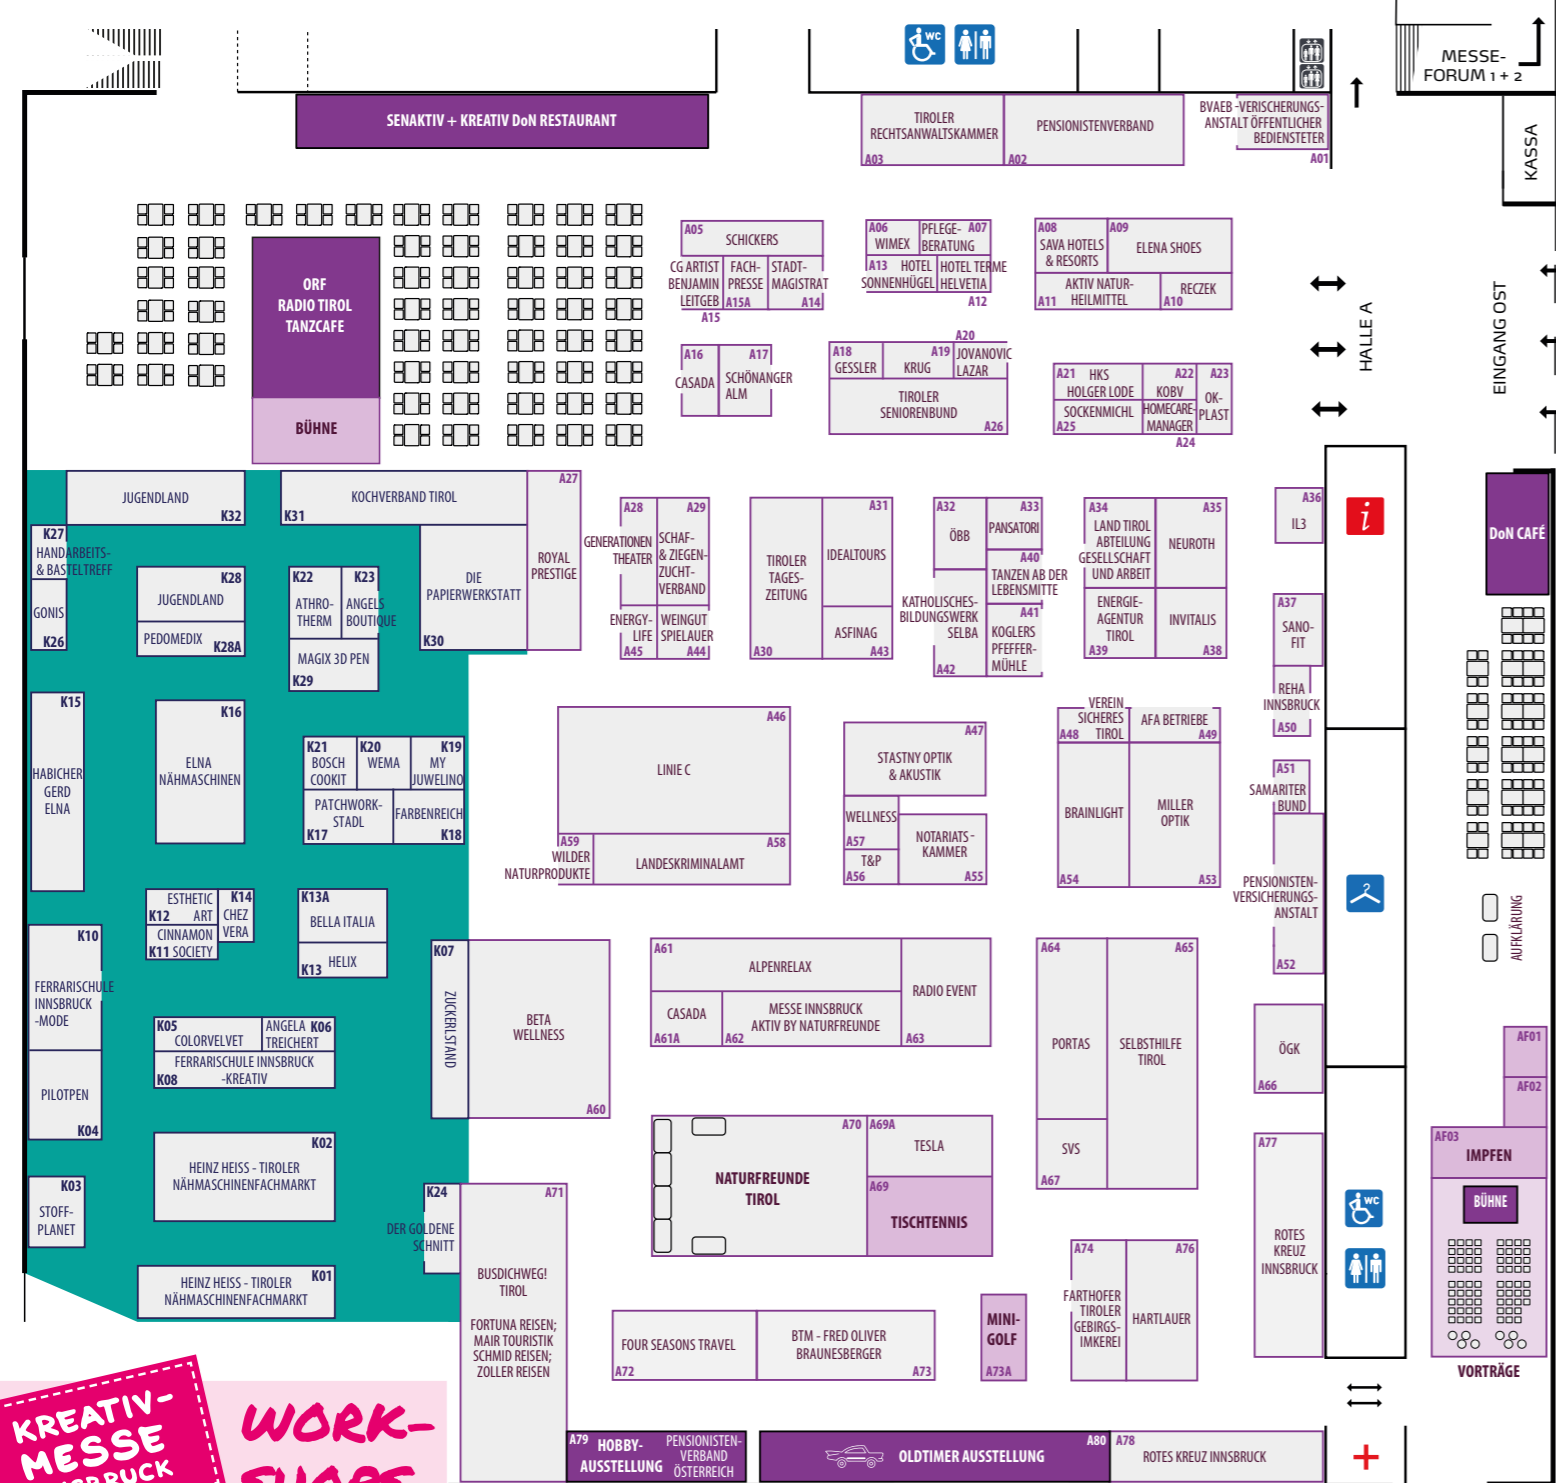 WC
MESSE-
FORUM 1 + 2
KASSA
SENAKTIV + KREATIV DoN RESTAURANT
TIROLER
RECHTSANWALTSKAMMER
A03
PENSIONISTENVERBAND
A02
BVAEB -VERISCHERUNGS-
ANSTALT ÖFFENTLICHER
BEDIENSTETER
A01
ORF
RADIO TIROL
TANZCAFE
BÜHNE
A05
SCHICKERS
CG ARTIST
BENJAMIN
LEITGEB
A15
FACH-
PRESSE
A15A
STADT-
MAGISTRAT
A14
A06
WIMEX
PFLEGE- A07
BERATUNG
A13 HOTEL
SONNENHÜGEL
HOTEL TERME
HELVETIA
A12
A08
SAVA HOTELS
& RESORTS
A09
ELENA SHOES
AKTIV NATUR-
HEILMITTEL
A11
RECZEK
A10
HALLE A
EINGANG OST
A16
CASADA
A17
SCHÖNANGER
ALM
A18
GESSLER
A19
KRUG
A20
JOVANOVIC
LAZAR
TIROLER
SENIORENBUND
A26
A21 HKS
HOLGER LODE
A22
KOBV
A23
OK-
PLAST
SOCKENMICHL
A25
HOMECARE-
MANAGER
A24
JUGENDLAND
K32
K31
KOCHVERBAND TIROL
A27
ROYAL
PRESTIGE
K27
HANDARBEITS-
& BASTELTREFF
GONIS
K26
K28
JUGENDLAND
PEDOMEDIX
K28A
K22
ATHRO-
THERM
K23
ANGELS
BOUTIQUE
MAGIX 3D PEN
K29
DIE
PAPIERWERKSTATT
K30
A28
GENERATIONEN
THEATER
A29
SCHAF-
& ZIEGEN-
ZUCHT-
VERBAND
ENERGY-
LIFE
A45
WEINGUT
SPIELAUER
A44
TIROLER
TAGES-
ZEITUNG
A30
A31
IDEALTOURS
ASFINAG
A43
A32
ÖBB
A33
PANSATORI
A40
TANZEN AB DER
LEBENSMITTE
KATHOLISCHES-
BILDUNGSWERK
SELBA
A42
A41
KOGLERS
PFEFFER-
MÜHLE
A34
LAND TIROL
ABTEILUNG
GESELLSCHAFT
UND ARBEIT
A35
NEUROTH
ENERGIE-
AGENTUR
TIROL
A39
INVITALIS
A38
A36
IL3
i
DoN CAFÉ
A37
SANO-
FIT
REHA
INNSBRUCK
A50
K15
HABICHER
GERD
ELNA
K16
ELNA
NÄHMASCHINEN
K21
BOSCH
COOKIT
K20
WEMA
K19
MY
JUWELINO
PATCHWORK-
STADL
K17
FARBENREICH
K18
A46
LINIE C
A59
WILDER
NATURPRODUKTE
A58
LANDESKRIMINALAMT
A47
STASTNY OPTIK
& AKUSTIK
WELLNESS
A57
T&P
A56
NOTARIATS-
KAMMER
A55
VEREIN
SICHERES
TIROL
A48
AFA BETRIEBE
A49
BRAINLIGHT
A54
MILLER
OPTIK
A53
A51
SAMARITER
BUND
PENSIONISTEN-
VERSICHERUNGS-
ANSTALT
A52
AUFKLÄRUNG
ESTHETIC
ART
K12
CINNAMON
SOCIETY
K11
K14
CHEZ
VERA
K13A
BELLA ITALIA
HELIX
K13
K10
FERRARISCHULE
INNSBRUCK
-MODE
PILOTPEN
K04
K05
COLORVELVET
ANGELA K06
TREICHERT
FERRARISCHULE INNSBRUCK
-KREATIV
K08
K07
ZUCKERLSTAND
BETA
WELLNESS
A60
A61
ALPENRELAX
CASADA
A61A
MESSE INNSBRUCK
AKTIV BY NATURFREUNDE
A62
RADIO EVENT
A63
A64
PORTAS
A65
SELBSTHILFE
TIROL
SVS
A67
ÖGK
A66
AF01
AF02
AF03
IMPFEN
BÜHNE
VORTRÄGE
K02
HEINZ HEISS - TIROLER
NÄHMASCHINENFACHMARKT
K03
STOFF-
PLANET
K24
DER GOLDENE
SCHNITT
HEINZ HEISS - TIROLER
NÄHMASCHINENFACHMARKT
K01
A71
BUSDICHWEG!
TIROL
FORTUNA REISEN;
MAIR TOURISTIK
SCHMID REISEN;
ZOLLER REISEN
A70
NATURFREUNDE
TIROL
A69A
TESLA
A69
TISCHTENNIS
FOUR SEASONS TRAVEL
A72
BTM - FRED OLIVER
BRAUNESBERGER
A73
MINI-
GOLF
A73A
A74
FARTHOFER
TIROLER
GEBIRGS-
IMKEREI
A76
HARTLAUER
A77
ROTES
KREUZ
INNSBRUCK
WC
A79
HOBBY-
AUSSTELLUNG
PENSIONISTEN-
VERBAND
ÖSTERREICH
OLDTIMER AUSSTELLUNG
A80
A78
ROTES KREUZ INNSBRUCK
KREATIV-
MESSE
WORK-